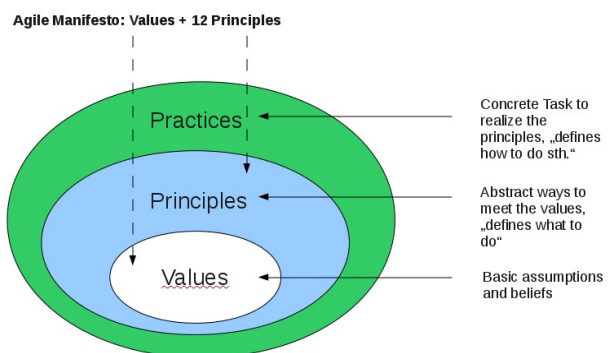 Agile Manifesto: Values + 12 Principles
Practices
Concrete Task to
realize the
principles, „defines
how to do sth.“
Principles
Abstract ways to
meet the values,
„defines what to
do“
Values
Basic assumptions
and beliefs